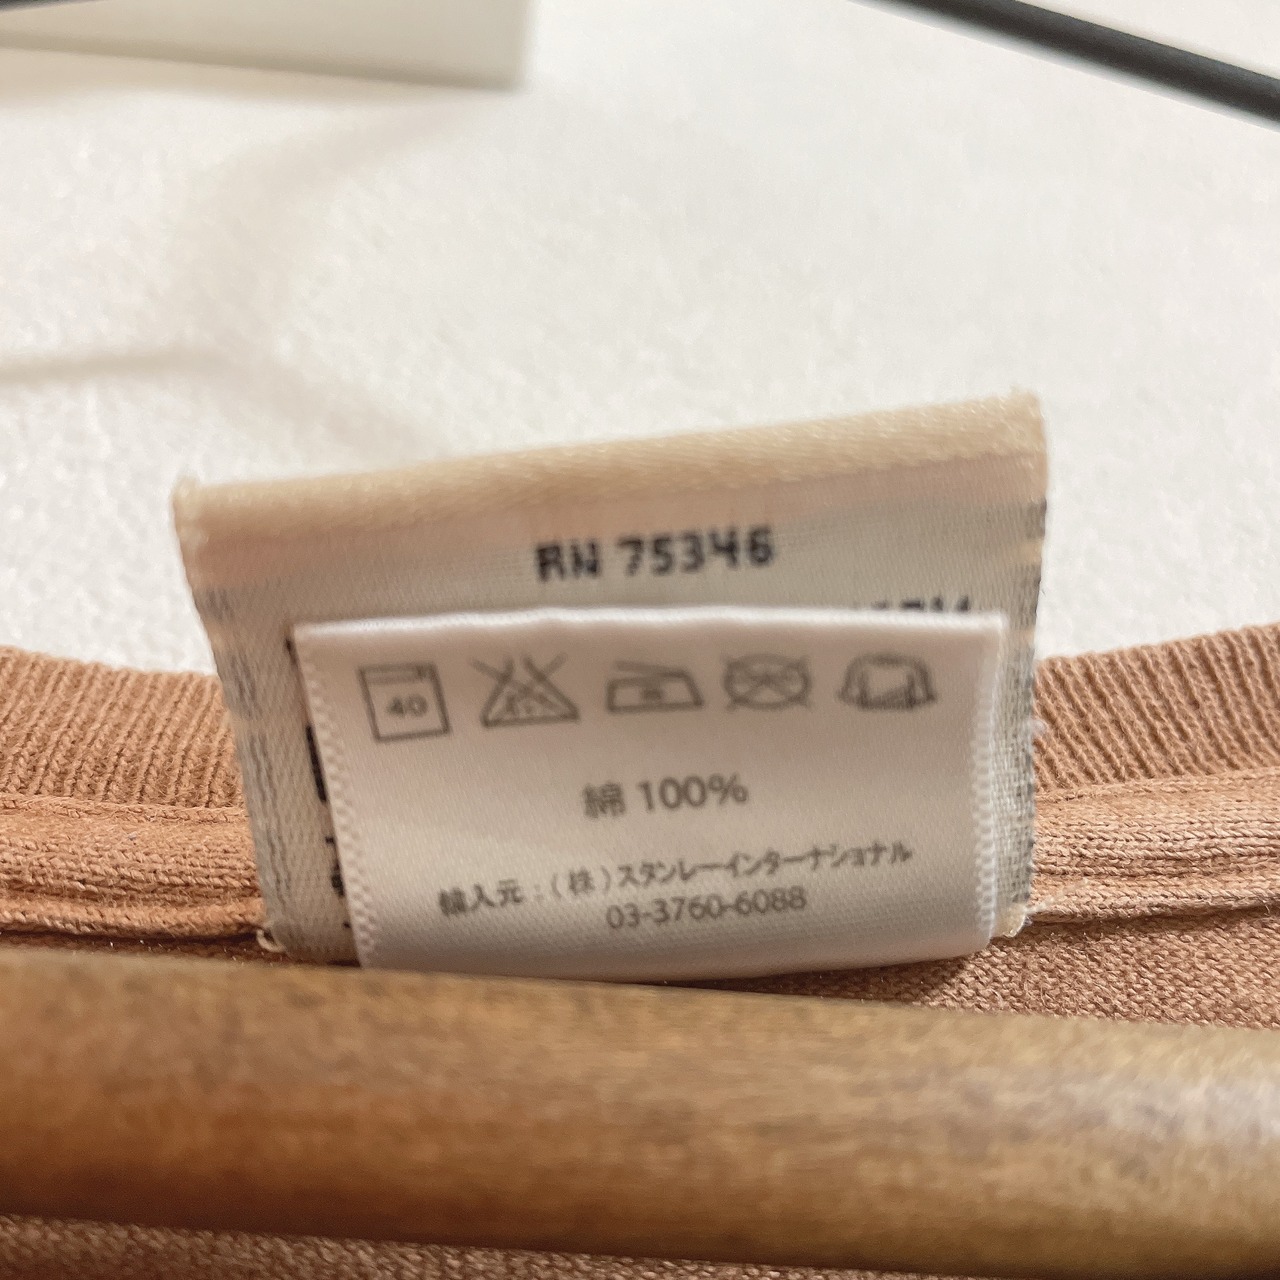 RN 75346
40
綿 100%
輸入元：(株)スタンレーインターナショナル
03-3760-6088